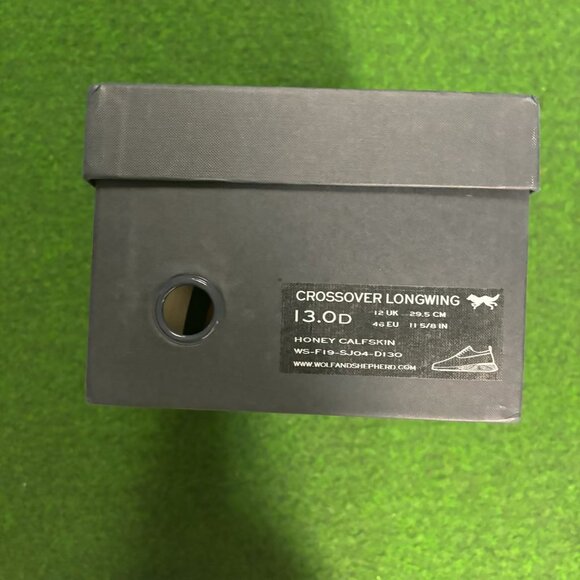 CROSSOVER LONGWING
13.0D 12 UK 29.5 CM
46 EU 11 5/8 IN
HONEY CALFSKIN
WS-F19-SJ04-D130
WWW.WOLFANDSHEPHERD.COM